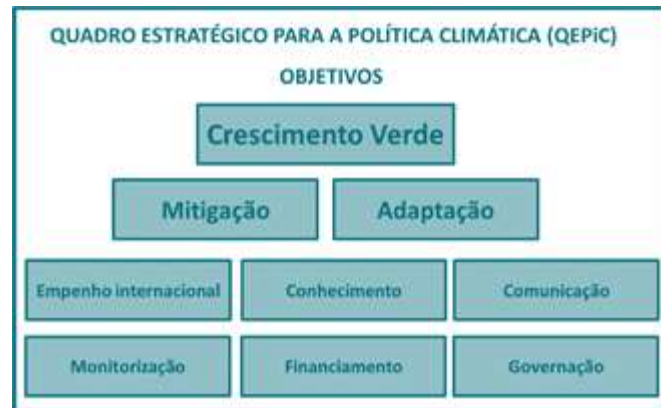 QUADRO ESTRATÉGICO PARA A POLÍTICA CLIMÁTICA (QEPiC)
OBJETIVOS
Crescimento Verde
Mitigação
Adaptação
Empenho internacional
Conhecimento
Comunicação
Monitorização
Financiamento
Governação